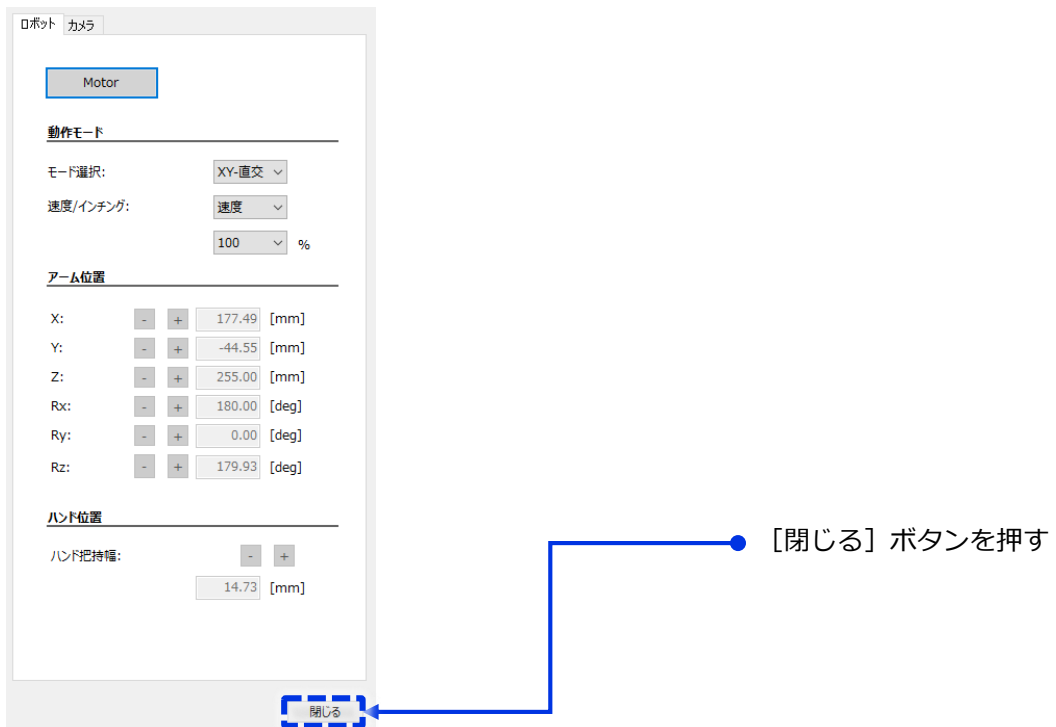 ロボット カメラ
Motor
動作モード
モード選択: XY-直交
速度/インチング: 速度
100 %
アーム位置
X: - + 177.49 [mm]
Y: - + -44.55 [mm]
Z: - + 255.00 [mm]
Rx: - + 180.00 [deg]
Ry: - + 0.00 [deg]
Rz: - + 179.93 [deg]
ハンド位置
ハンド把持幅: - +
14.73 [mm]
［閉じる］ボタンを押す
閉じる